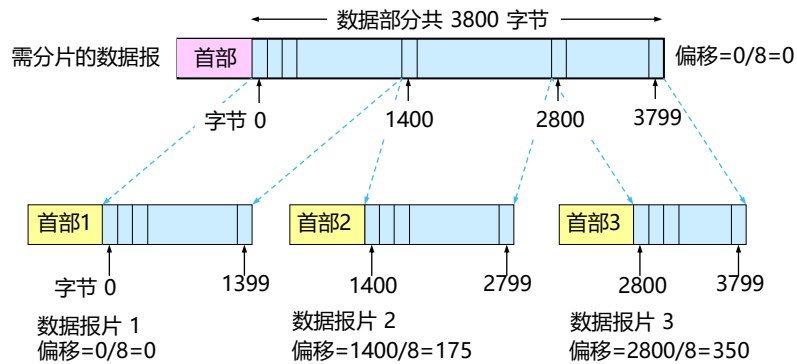 数据部分共 3800 字节
需分片的数据报 首部 偏移=0/8=0
字节 0 1400 2800 3799
首部1 首部2 首部3
字节 0 1399 1400 2799 2800 3799
数据报片 1 数据报片 2 数据报片 3
偏移=0/8=0 偏移=1400/8=175 偏移=2800/8=350